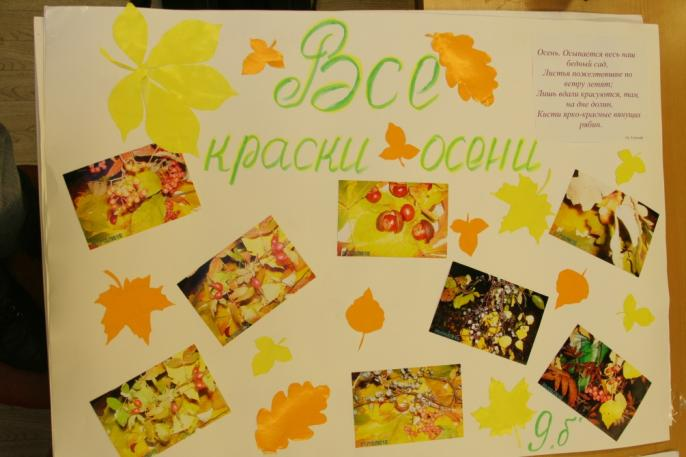 Все
краски осени
Осень. Осыпается весь наш
бедный сад,
Листья пожелтевшие по
ветру летят;
Лишь вдали красуются, там,
на дне долин,
Кисти ярко-красные вянущих
рябин.
9 „б"